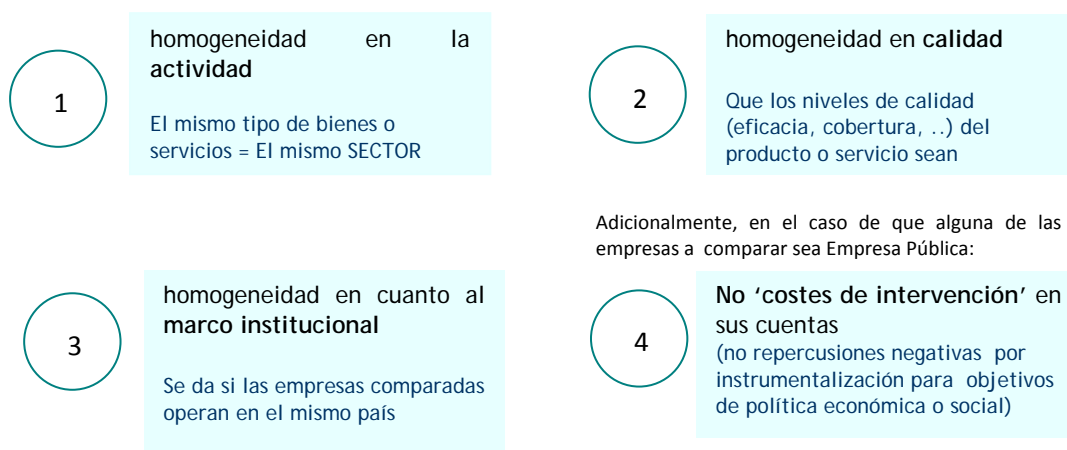 1
homogeneidad en la
actividad
El mismo tipo de bienes o
servicios = El mismo SECTOR
2
homogeneidad en calidad
Que los niveles de calidad
(eficacia, cobertura, ..) del
producto o servicio sean
Adicionalmente, en el caso de que alguna de las
empresas a comparar sea Empresa Pública:
3
homogeneidad en cuanto al
marco institucional
Se da si las empresas comparadas
operan en el mismo país
4
No ‘costes de intervención’ en
sus cuentas
(no repercusiones negativas por
instrumentalización para objetivos
de política económica o social)